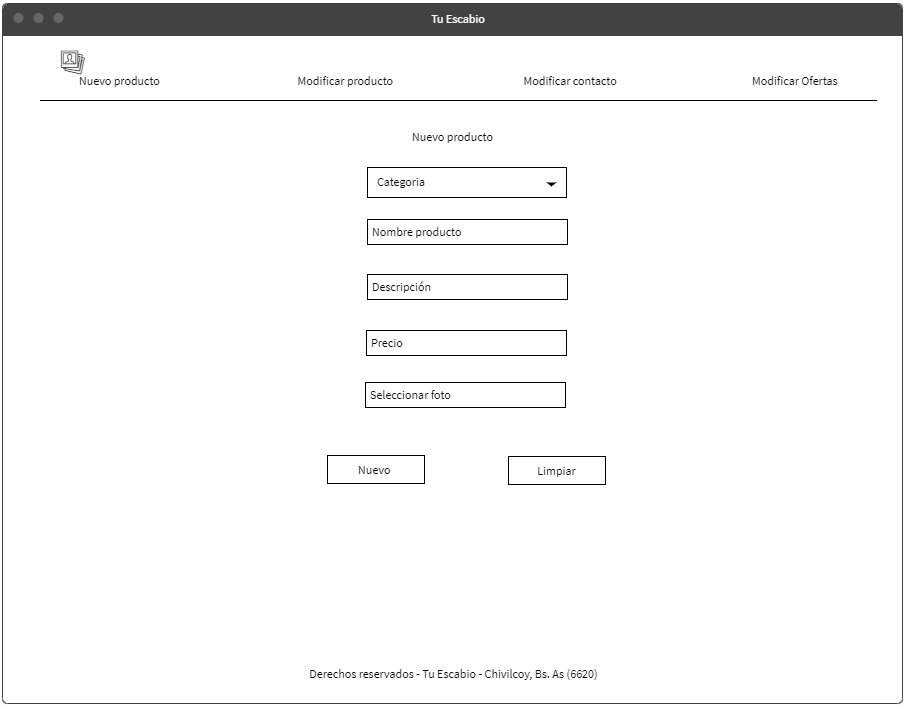 Tu Escabio
Nuevo producto
Modificar producto
Modificar contacto
Modificar Ofertas
Nuevo producto
Categoria
Nombre producto
Descripción
Precio
Seleccionar foto
Nuevo
Limpiar
Derechos reservados - Tu Escabio - Chivilcoy, Bs. As (6620)